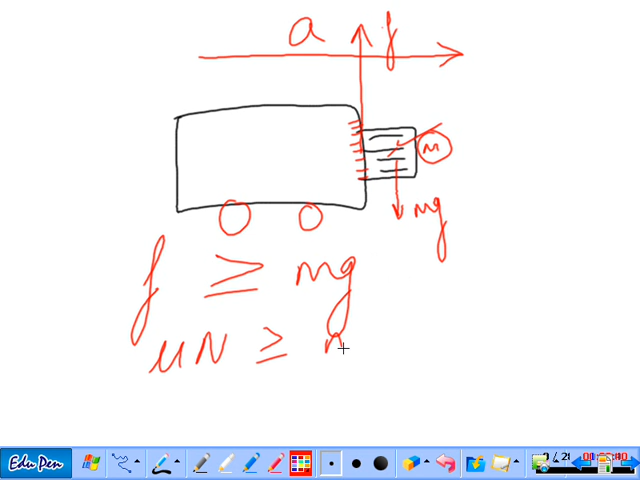 a f
m
mg
f ≥ mg
μN ≥ m
Edu Pen